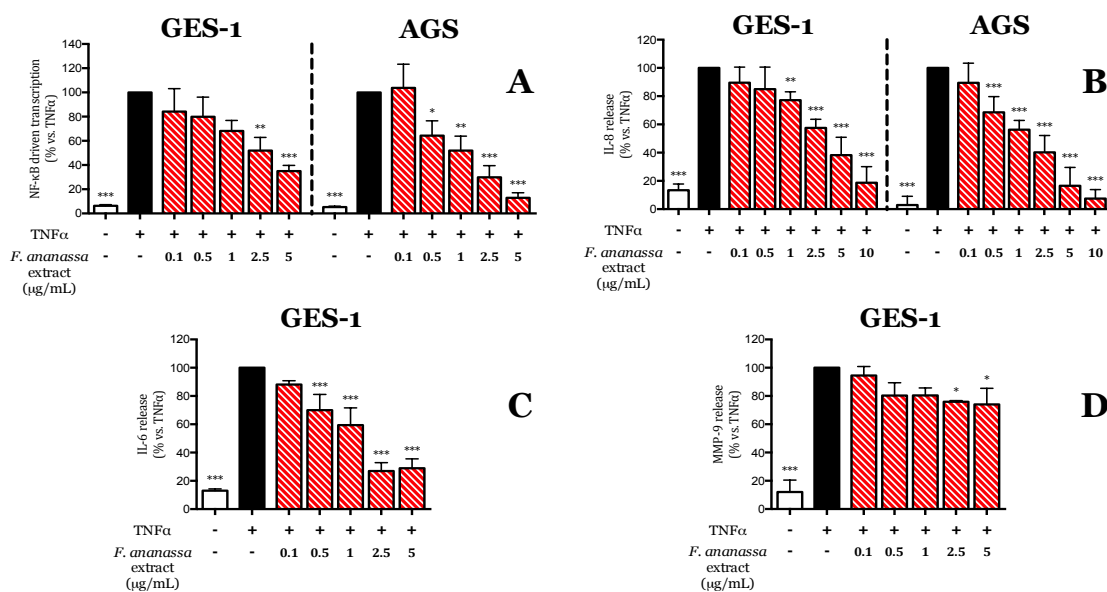 GES-1 AGS
A
NF-κB driven transcription
(% vs. TNFα)
140
120
100
80
60
40
20
0
*** ** *** *** * ** *** ***
TNFα - + + + + + + - + + + + + +
F. ananassa - - 0.1 0.5 1 2.5 5 - - 0.1 0.5 1 2.5 5
extract
(μg/mL)
GES-1 AGS
B
IL-8 release
(% vs. TNFα)
120
100
80
60
40
20
0
*** ** *** *** *** *** *** *** *** *** ***
TNFα - + + + + + + + - + + + + + + +
F. ananassa - - 0.1 0.5 1 2.5 5 10 - - 0.1 0.5 1 2.5 5 10
extract
(μg/mL)
GES-1
C
IL-6 release
(% vs. TNFα)
120
100
80
60
40
20
0
*** *** *** *** ***
TNFα - + + + + + +
F. ananassa - - 0.1 0.5 1 2.5 5
extract
(μg/mL)
GES-1
D
MMP-9 release
(% vs. TNFα)
120
100
80
60
40
20
0
*** * *
TNFα - + + + + + +
F. ananassa - - 0.1 0.5 1 2.5 5
extract
(μg/mL)